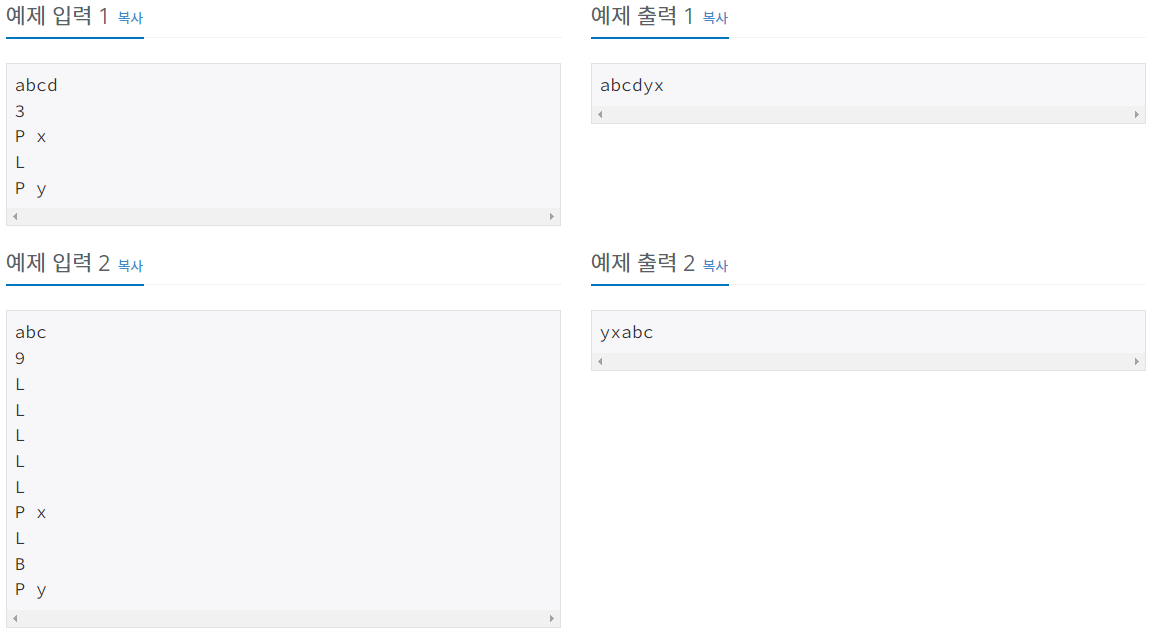 예제 입력 1 복사
abcd
3
P x
L
P y
예제 출력 1 복사
abcdyx
예제 입력 2 복사
abc
9
L
L
L
L
L
P x
L
B
P y
예제 출력 2 복사
yxabc